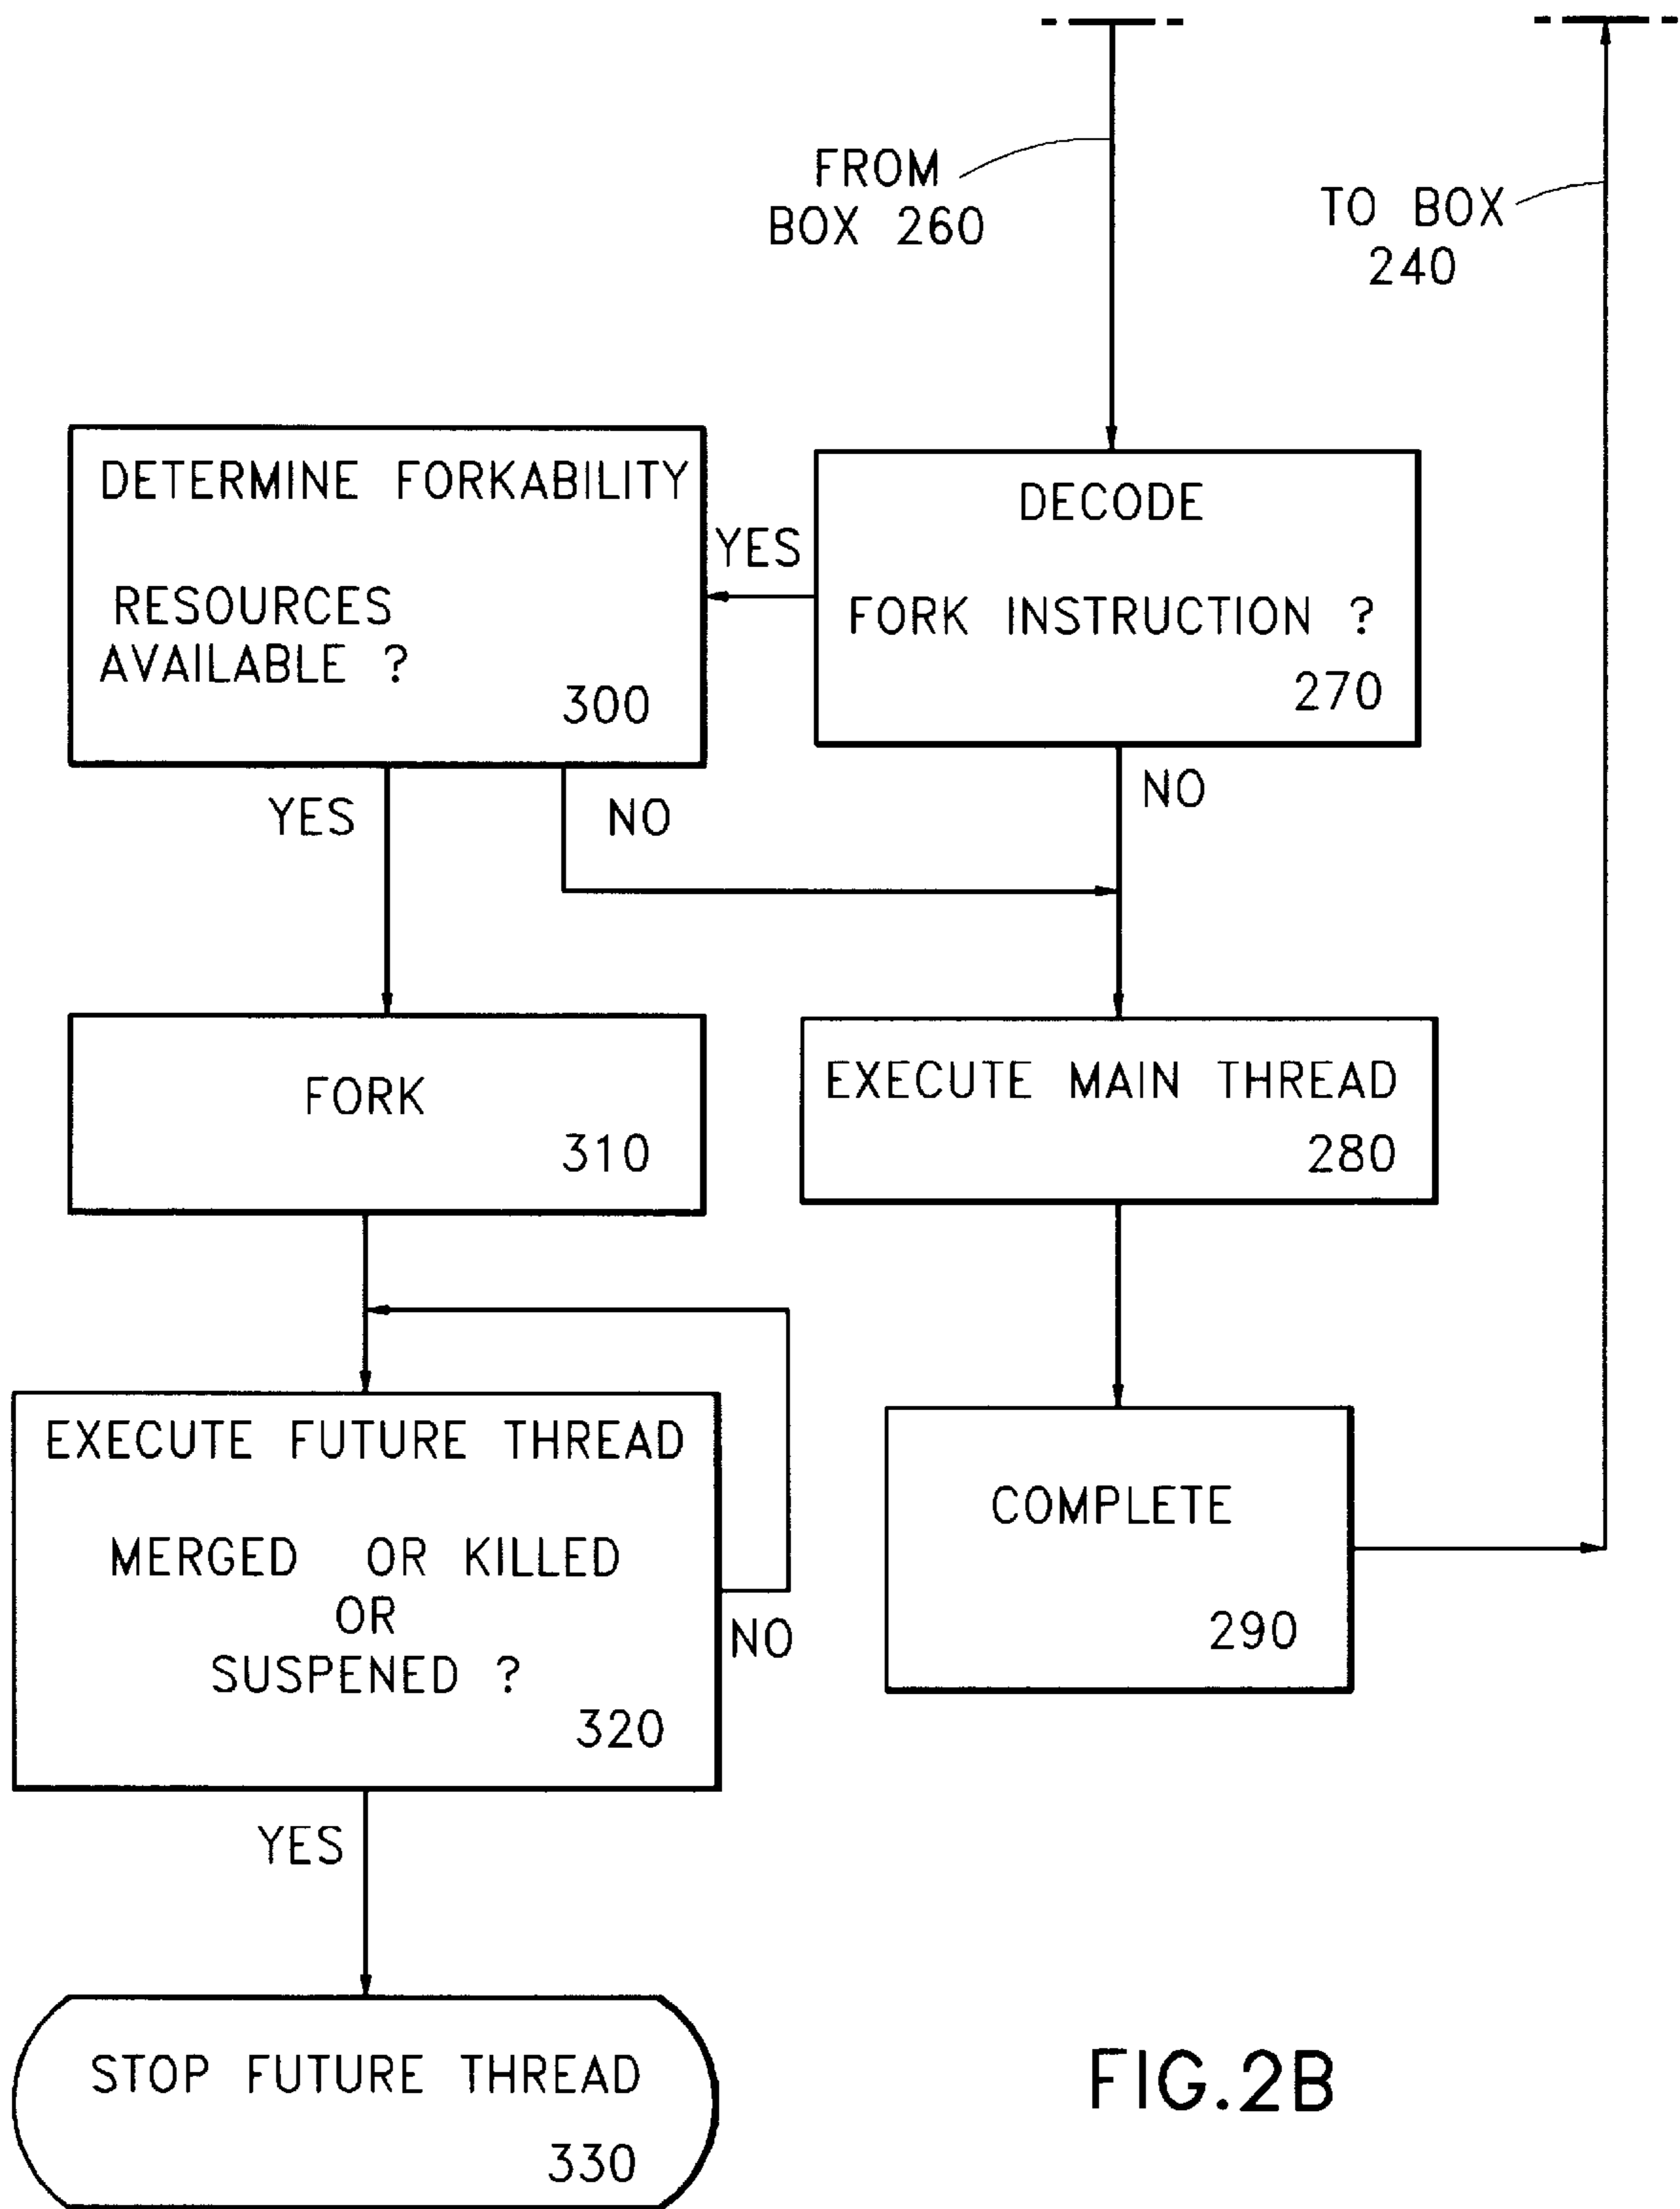 FROM
BOX 260
TO BOX
240
DETERMINE FORKABILITY
RESOURCES
AVAILABLE ?
300
YES
DECODE
FORK INSTRUCTION ?
270
YES
NO
NO
FORK
310
EXECUTE MAIN THREAD
280
EXECUTE FUTURE THREAD
MERGED OR KILLED
OR
SUSPENED ?
320
NO
COMPLETE
290
YES
STOP FUTURE THREAD
330
FIG.2B